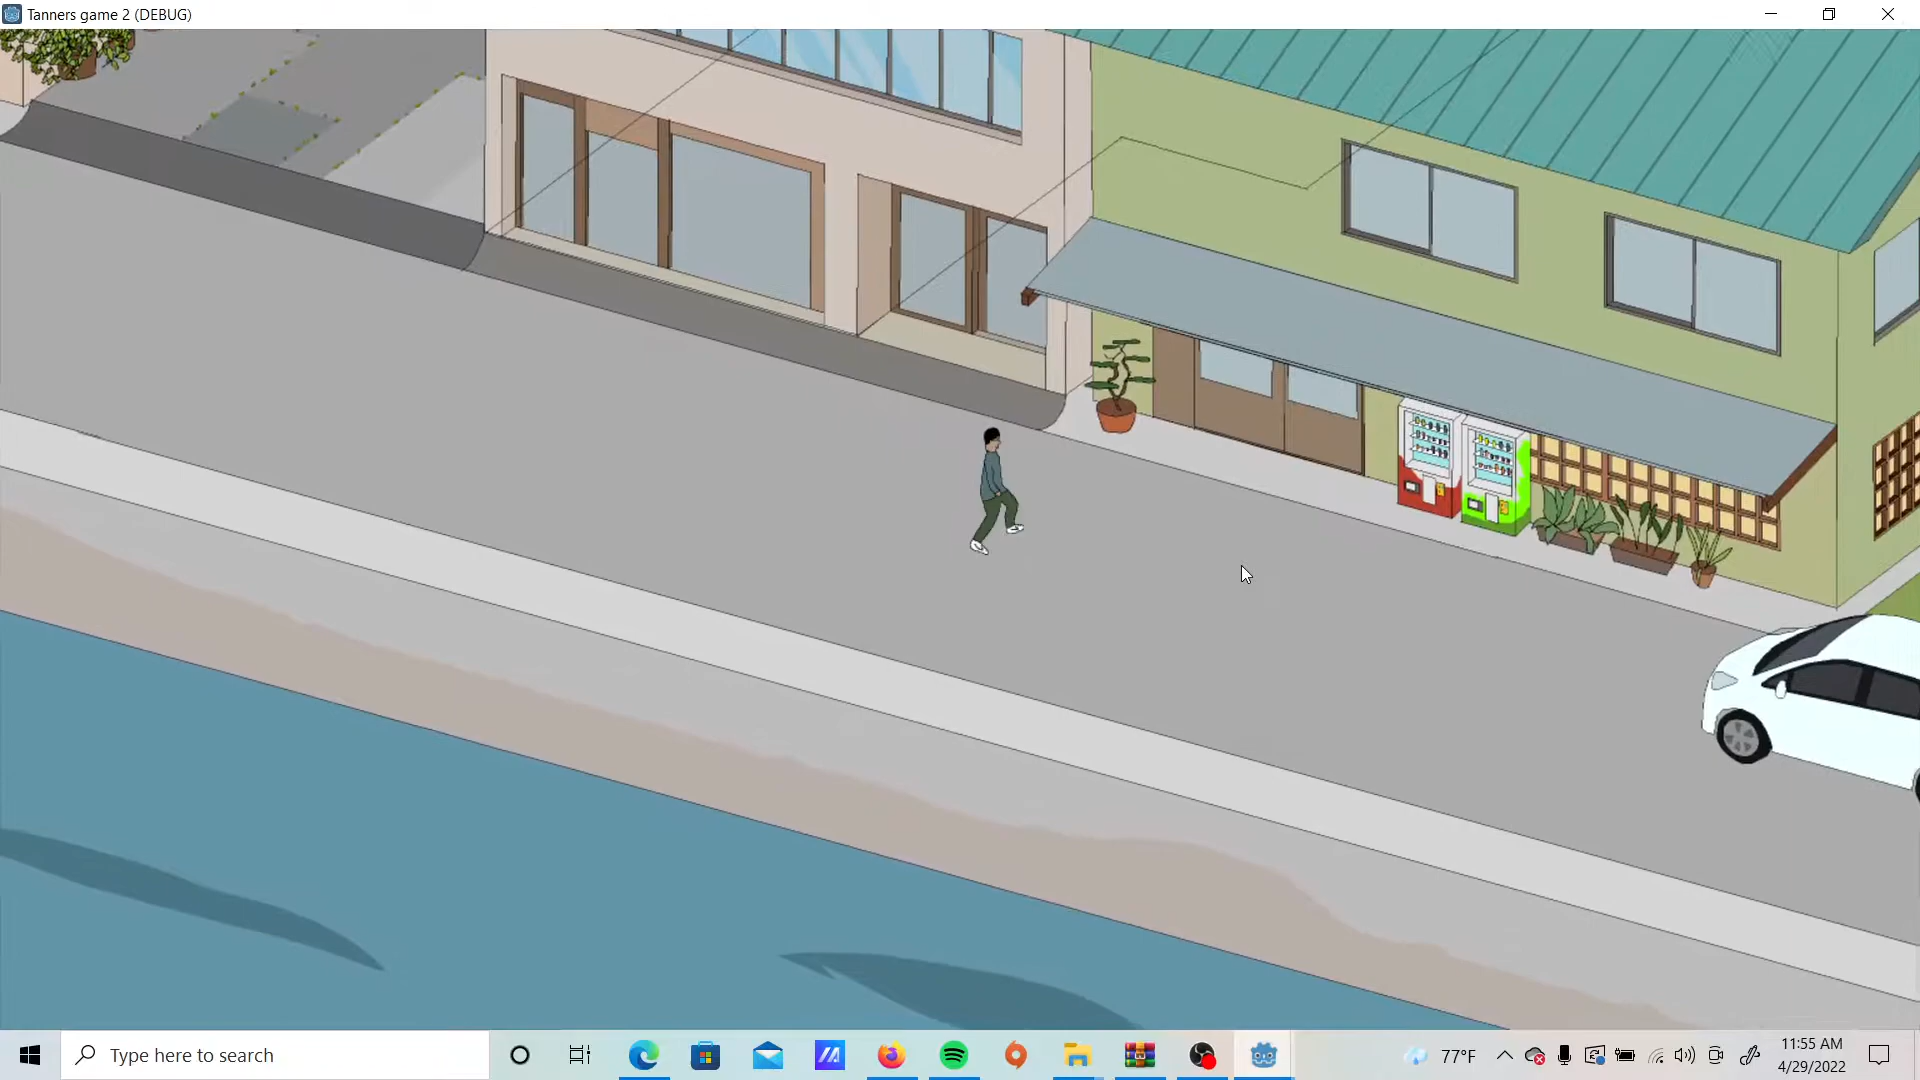 Tanners game 2 (DEBUG)
Type here to search
77°F
11:55 AM
4/29/2022